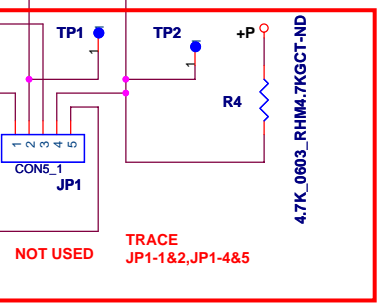 TP1
TP2
+P
1
1
R4
4.7K_0603_RHM4.7KGCT-ND
1 2 3 4 5
CON5_1
JP1
NOT USED
TRACE
JP1-1&2,JP1-4&5